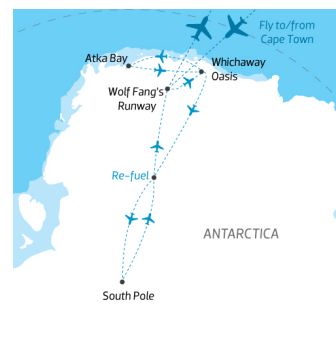 Fly to/from
Cape Town
Atka Bay
Whichaway
Oasis
Wolf Fang's
Runway
Re-fuel
ANTARCTICA
South Pole